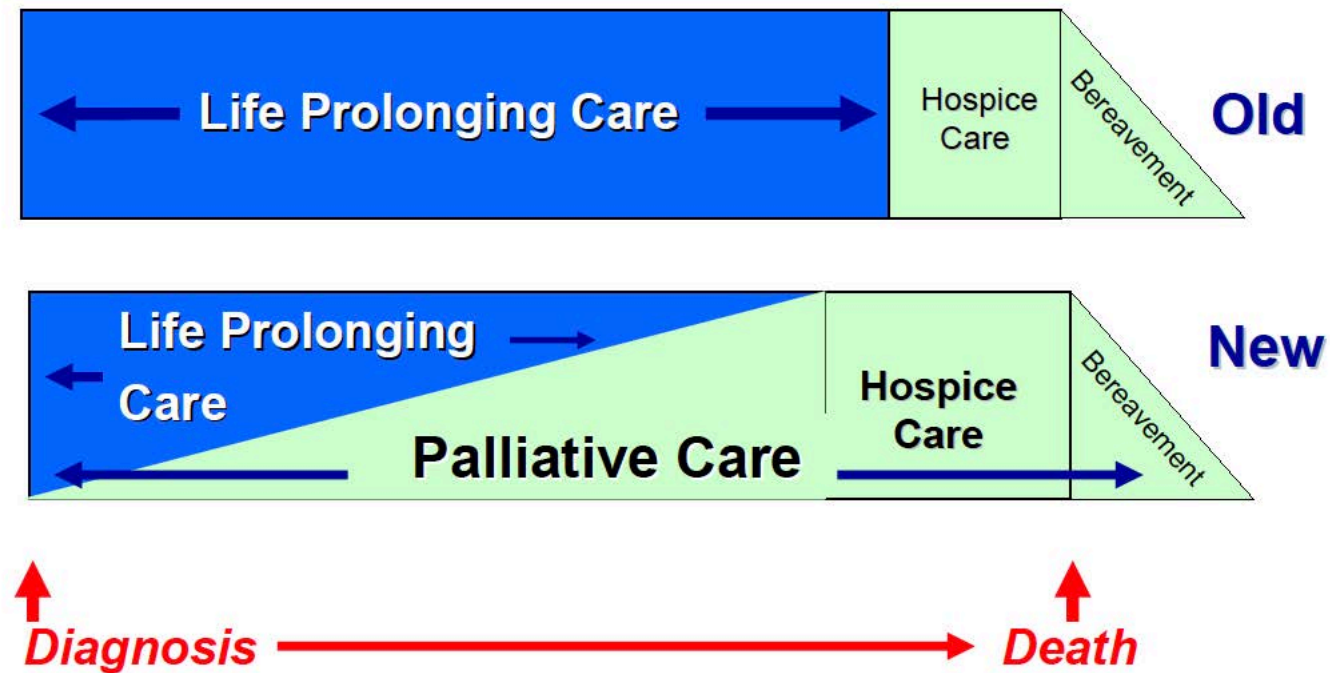 Life Prolonging Care
Hospice
Care
Bereavement
Old
Life Prolonging
Care
Palliative Care
Hospice
Care
Bereavement
New
Diagnosis
Death